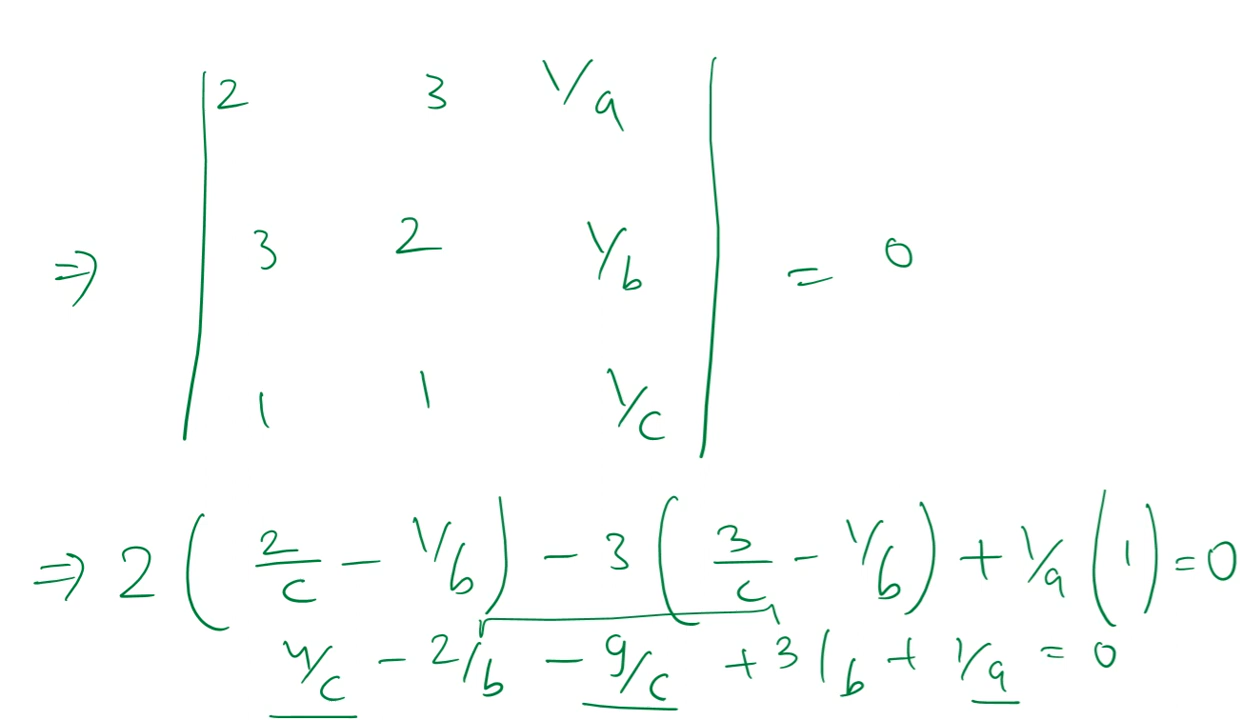 | 2 3 1/a |
⇒ | 3 2 1/b | = 0
| 1 1 1/c |
⇒ 2 ( 2/c - 1/b ) - 3 ( 3/c - 1/b ) + 1/a ( 1 ) = 0
4/c - 2/b - 9/c + 3/b + 1/a = 0